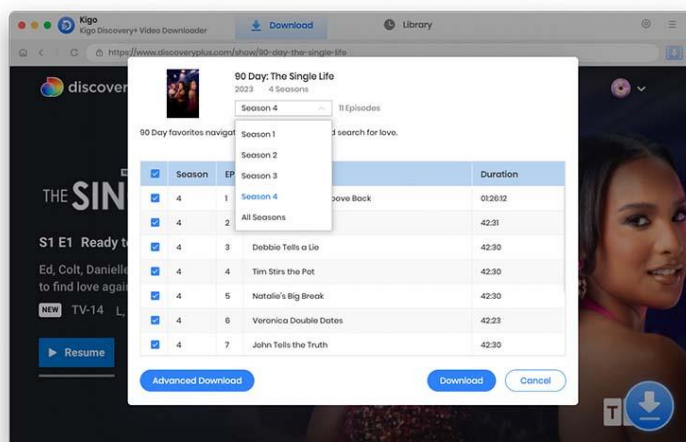 Kigo
Kigo Discovery+ Video Downloader
Download
Library
https://www.discoveryplus.com/show/90-day-the-single-life
discover
90 Day: The Single Life
2023 4 Seasons
Season 4 11 Episodes
90 Day favorites navigat d search for love.
Season 1
Season 2
Season 3
Season 4
All Seasons
Season EP Duration
4 1 ove Back 01:26:12
4 2 42:31
4 3 Debbie Tells a Lie 42:30
4 4 Tim Stirs the Pot 42:30
4 5 Natalie's Big Break 42:30
4 6 Veronica Double Dates 42:23
4 7 John Tells the Truth 42:30
Advanced Download
Download
Cancel
THE SIN
S1 E1 Ready t
Ed, Colt, Danielle
to find love agai
NEW TV-14 L,
Resume
T